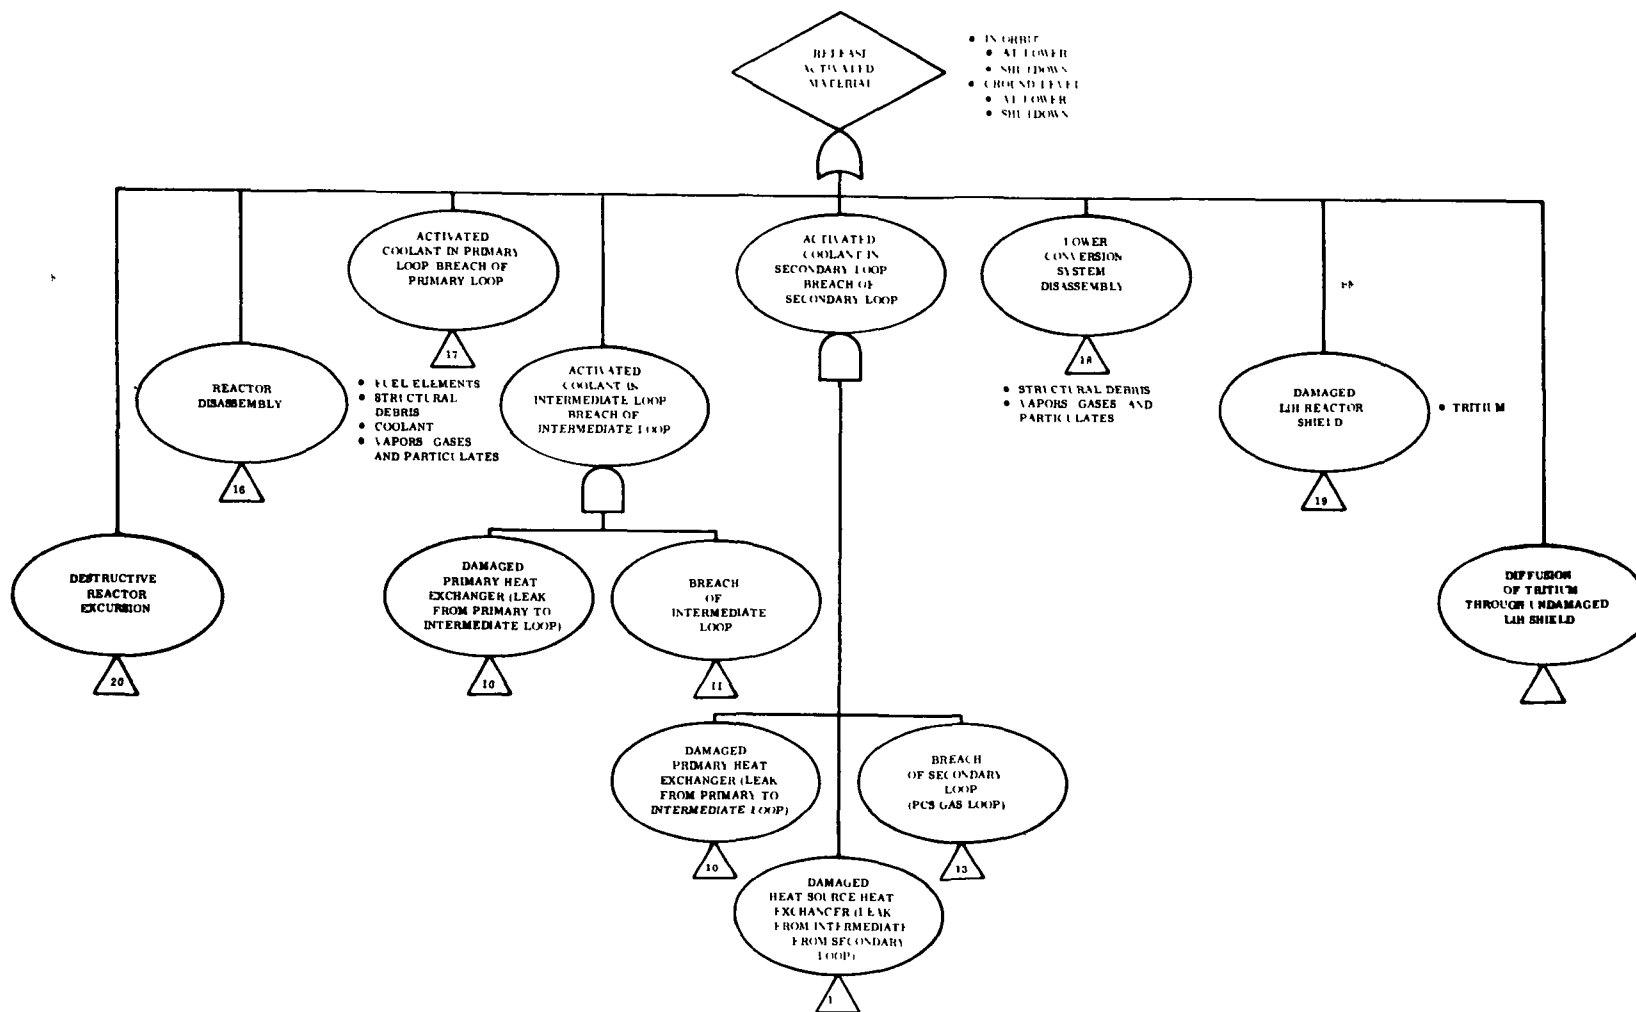 RELEASE
ACTIVATED
MATERIAL
• IN ORBIT
• AT LOWER
• SHUTDOWN
• GROUND LEVEL
• AT LOWER
• SHUTDOWN
ACTIVATED
COOLANT IN PRIMARY
LOOP BREACH OF
PRIMARY LOOP
17
ACTIVATED
COOLANT IN
SECONDARY LOOP
BREACH OF
SECONDARY LOOP
LOWER
CONVERSION
SYSTEM
DISASSEMBLY
18
• STRUCTURAL DEBRIS
• VAPORS GASES AND
PARTICULATES
REACTOR
DISASSEMBLY
16
• FUEL ELEMENTS
• STRUCTURAL
DEBRIS
• COOLANT
• VAPORS GASES
AND PARTICULATES
ACTIVATED
COOLANT IN
INTERMEDIATE LOOP
BREACH OF
INTERMEDIATE LOOP
DAMAGED
LIH REACTOR
SHIELD
19
• TRITIUM
DESTRUCTIVE
REACTOR
EXCURSION
20
DAMAGED
PRIMARY HEAT
EXCHANGER (LEAK
FROM PRIMARY TO
INTERMEDIATE LOOP)
10
BREACH
OF
INTERMEDIATE
LOOP
11
DIFFUSION
OF TRITIUM
THROUGH UNDAMAGED
LIH SHIELD
DAMAGED
PRIMARY HEAT
EXCHANGER (LEAK
FROM PRIMARY TO
INTERMEDIATE LOOP)
10
BREACH
OF SECONDARY
LOOP
(PCS GAS LOOP)
13
DAMAGED
HEAT SOURCE HEAT
EXCHANGER (LEAK
FROM INTERMEDIATE
FROM SECONDARY
LOOP)
1